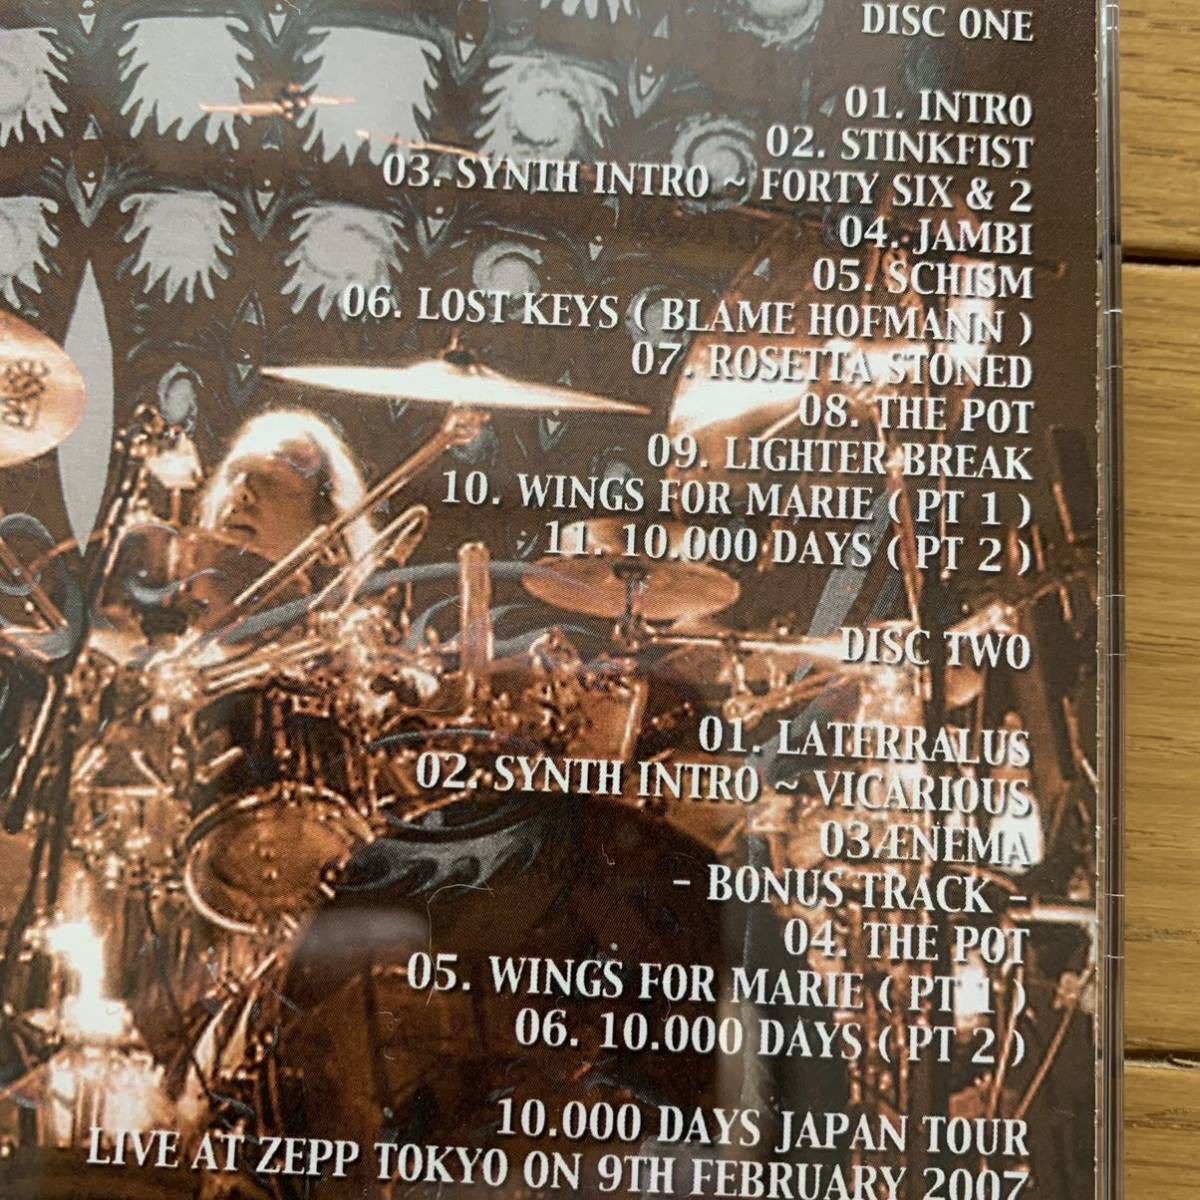 DISC ONE
01. INTRO
02. STINKFIST
03. SYNTH INTRO ~ FORTY SIX & 2
04. JAMBI
05. SCHISM
06. LOST KEYS ( BLAME HOFMANN )
07. ROSETTA STONED
08. THE POT
09. LIGHTER BREAK
10. WINGS FOR MARIE ( PT 1 )
11. 10.000 DAYS ( PT 2 )
DISC TWO
01. LATERRALUS
02. SYNTH INTRO ~ VICARIOUS
03ÆNEMA
- BONUS TRACK -
04. THE POT
05. WINGS FOR MARIE ( PT 1 )
06. 10.000 DAYS ( PT 2 )
10.000 DAYS JAPAN TOUR
LIVE AT ZEPP TOKYO ON 9TH FEBRUARY 2007